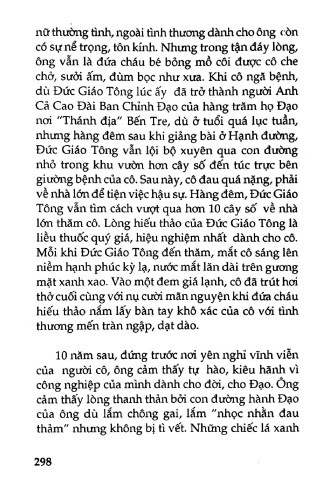 nữ thường tình, ngoài tình thương dành cho ông còn
có sự nể trọng, tôn kính. Nhưng trong tận đáy lòng,
ông vẫn là đứa cháu bé bỏng mồ côi được cô che
chở, sưởi ấm, đùm bọc như xưa. Khi cô ngã bệnh,
dù Đức Giáo Tông lúc ấy đã trở thành người Anh
Cả Cao Đài Ban Chỉnh Đạo của hàng trăm họ Đạo
nơi "Thánh địa" Bến Tre, dù ở tuổi quá lục tuần,
nhưng hàng đêm sau khi giảng bài ở Hạnh đường,
Đức Giáo Tông vẫn lội bộ xuyên qua con đường
nhỏ trong khu vườn hơn cây số đến túc trực bên
giường bệnh của cô. Sau này, cô đau quá nặng, phải
về nhà lớn để tiện việc hậu sự. Hàng đêm, Đức Giáo
Tông vẫn tìm cách vượt qua hơn 10 cây số về nhà
lớn thăm cô. Lòng hiếu thảo của Đức Giáo Tông là
liều thuốc quý giá, hiệu nghiệm nhất dành cho cô.
Mỗi khi Đức Giáo Tông đến thăm, mắt cô sáng lên
niềm hạnh phúc kỳ lạ, nước mắt lăn dài trên gương
mặt xanh xao. Vào một đem giá lạnh, cô đã trút hơi
thở cuối cùng với nụ cười mãn nguyện khi đứa cháu
hiếu thảo nắm lấy bàn tay khô xác của cô với tình
thương mến tràn ngập, dạt dào.
10 năm sau, đứng trước nơi yên nghỉ vĩnh viễn
của người cô, ông cảm thấy tự hào, kiêu hãnh vì
công nghiệp của mình dành cho đời, cho Đạo. Ông
cảm thấy lòng thanh thản bởi con đường hành Đạo
của ông dù lắm chông gai, lắm "nhọc nhằn đau
thảm" nhưng không bị tì vết. Những chiếc lá xanh
298